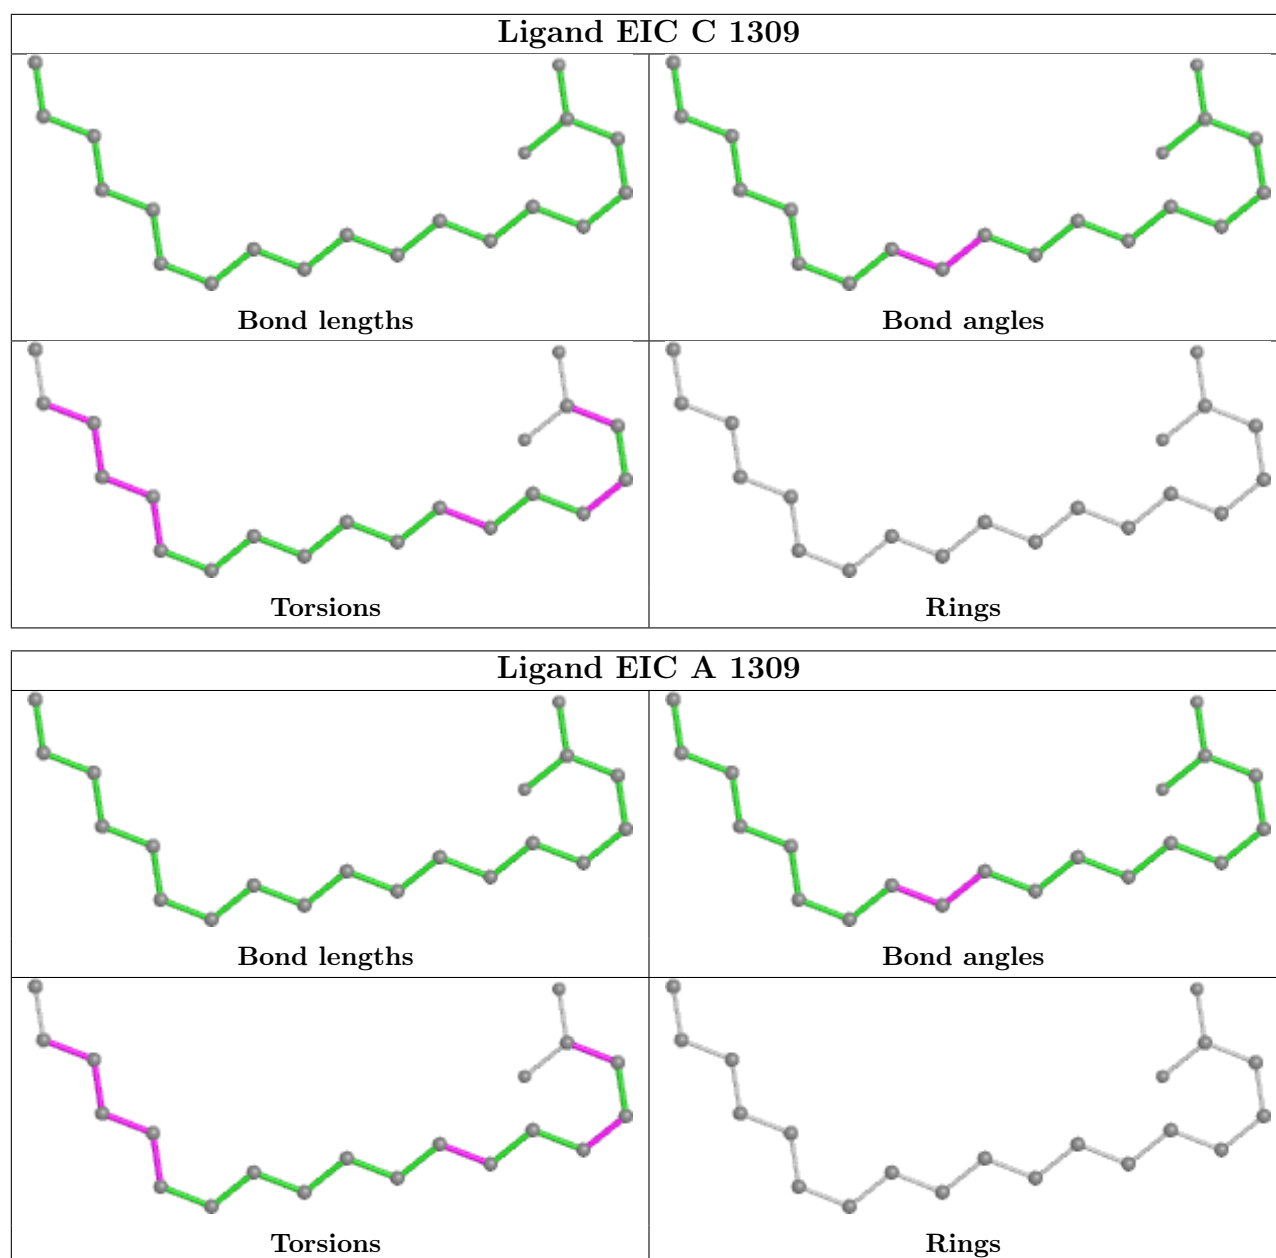 Ligand EIC C 1309
Bond lengths
Bond angles
Torsions
Rings
Ligand EIC A 1309
Bond lengths
Bond angles
Torsions
Rings